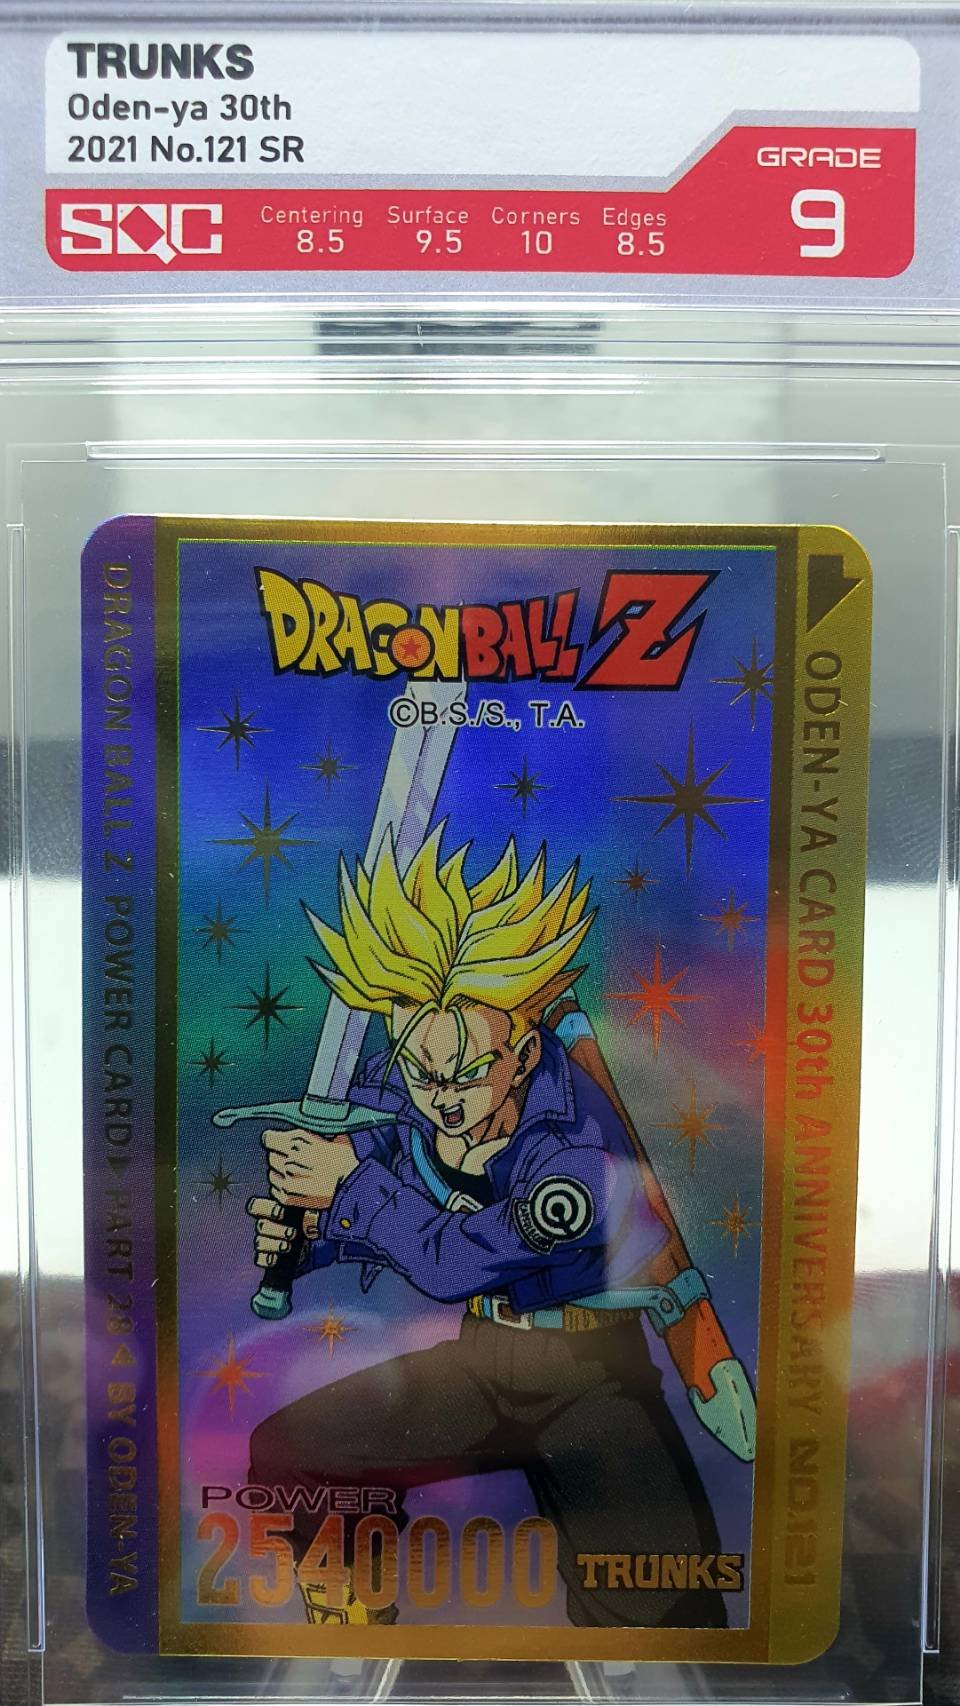 TRUNKS
Oden-ya 30th
2021 No.121 SR
GRADE
9
SQC
Centering Surface Corners Edges
8.5 9.5 10 8.5
DRAGON BALL Z
©B.S./S., T.A.
DRAGON BALL Z POWER CARD ▶ PART 28 ◀ BY ODEN-YA
ODEN-YA CARD 30th ANNIVERSARY NO.121
CAPSULE
C
POWER
2540000
TRUNKS